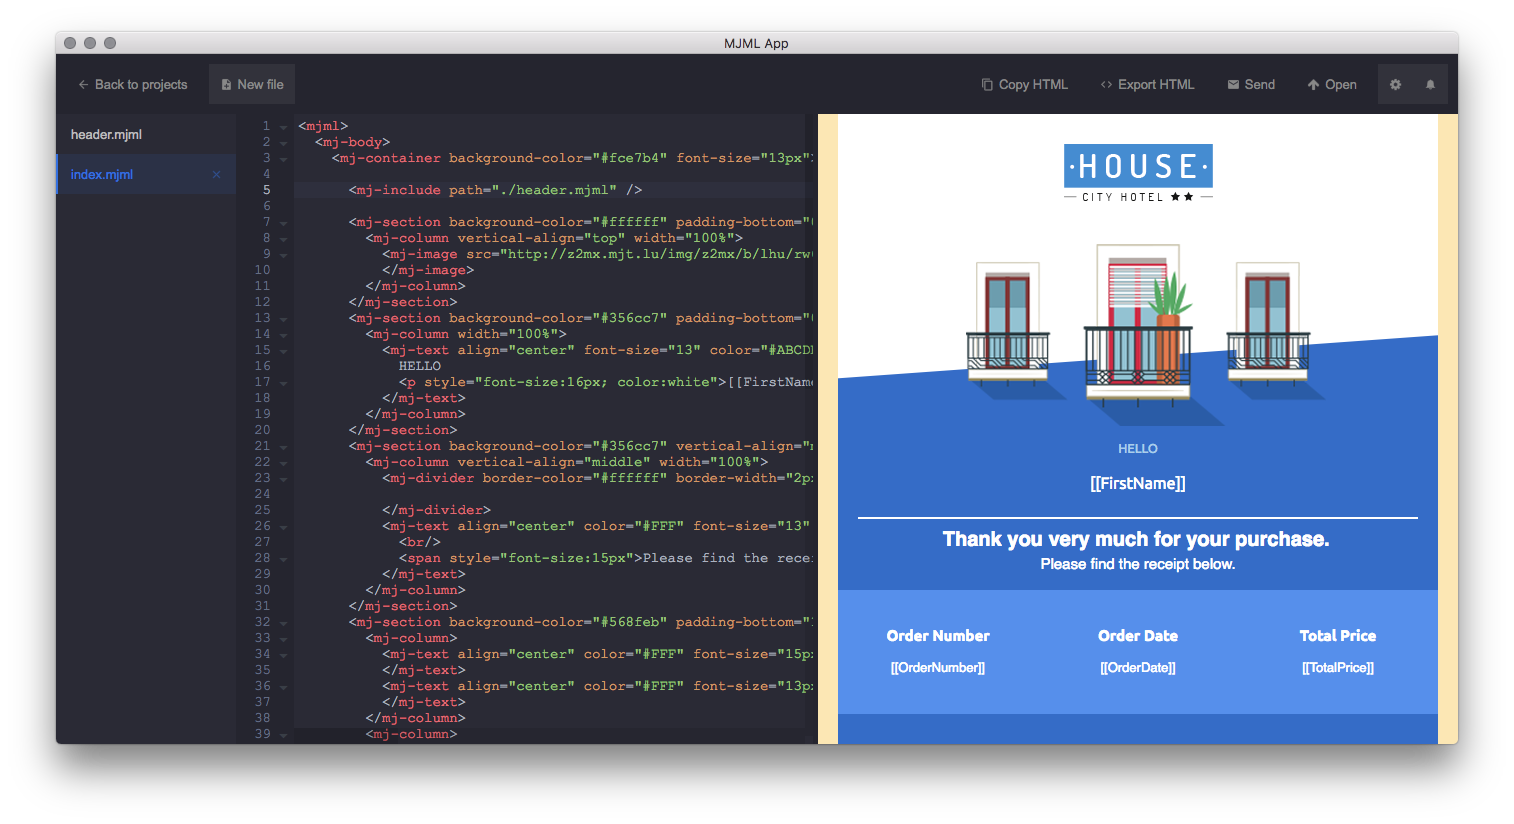 MJML App
Back to projects
New file
Copy HTML
Export HTML
Send
Open
header.mjml
index.mjml
1 <mjml>
2 <mj-body>
3 <mj-container background-color="#fce7b4" font-size="13px"
4
5 <mj-include path="./header.mjml" />
6
7 <mj-section background-color="#ffffff" padding-bottom="
8 <mj-column vertical-align="top" width="100%">
9 <mj-image src="http://z2mx.mjt.lu/img/z2mx/b/lhu/rw
10 </mj-image>
11 </mj-column>
12 </mj-section>
13 <mj-section background-color="#356cc7" padding-bottom="
14 <mj-column width="100%">
15 <mj-text align="center" font-size="13" color="#ABCD
16 HELLO
17 <p style="font-size:16px; color:white">[[FirstName
18 </mj-text>
19 </mj-column>
20 </mj-section>
21 <mj-section background-color="#356cc7" vertical-align="
22 <mj-column vertical-align="middle" width="100%">
23 <mj-divider border-color="#ffffff" border-width="2px
24
25 </mj-divider>
26 <mj-text align="center" color="#FFF" font-size="13"
27 <br/>
28 <span style="font-size:15px">Please find the rece
29 </mj-text>
30 </mj-column>
31 </mj-section>
32 <mj-section background-color="#568feb" padding-bottom="
33 <mj-column>
34 <mj-text align="center" color="#FFF" font-size="15px
35 </mj-text>
36 <mj-text align="center" color="#FFF" font-size="13px
37 </mj-text>
38 </mj-column>
39 <mj-column>
·HOUSE·
CITY HOTEL ★★
HELLO
[[FirstName]]
Thank you very much for your purchase.
Please find the receipt below.
Order Number Order Date Total Price
[[OrderNumber]] [[OrderDate]] [[TotalPrice]]